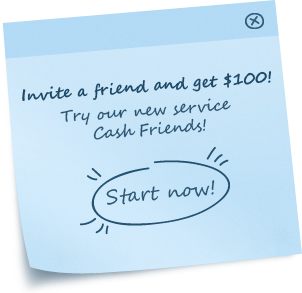 Invite a friend and get $100!
Try our new service
Cash Friends!
Start now!